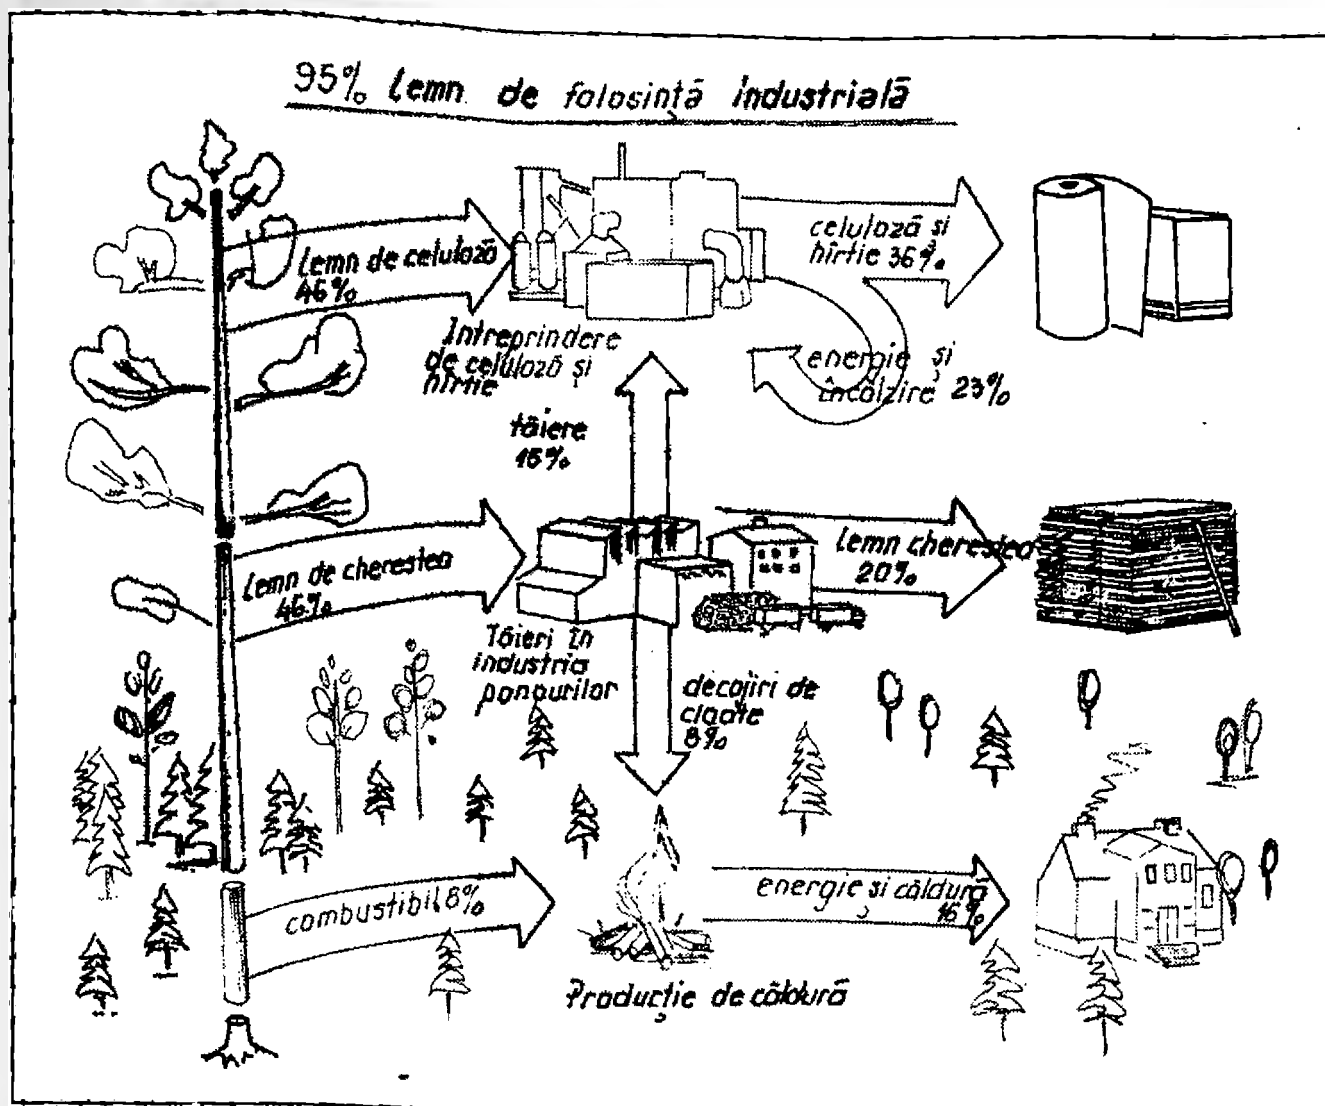 95% lemn de folosință industrială
lemn de celuloză
46%
celuloză și
hîrtie 36%
Intreprindere
de celuloză și
hîrtie
energie și
încălzire 23%
tăiere
15%
lemn de cherestea
46%
lemn cherestea
20%
Tăieri în
industria
panourilor
decojiri de
8%
combustibil 8%
energie și căldură
16%
Producție de căldură